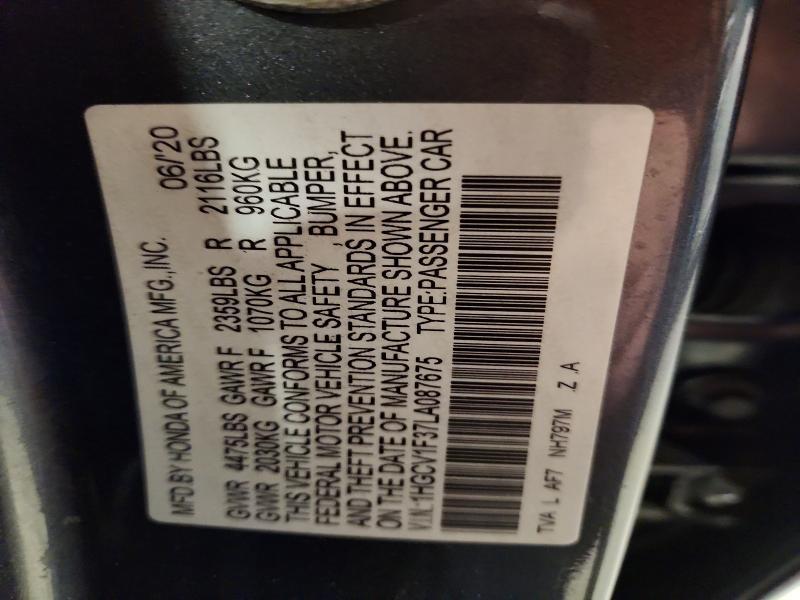 MFD BY HONDA OF AMERICA MFG.,INC. 06/'20
GVWR 4475LBS GAWR F 2359LBS R 2116LBS
GVWR 2030KG GAWR F 1070KG R 960KG
THIS VEHICLE CONFORMS TO ALL APPLICABLE
FEDERAL MOTOR VEHICLE SAFETY , BUMPER,
AND THEFT PREVENTION STANDARDS IN EFFECT
ON THE DATE OF MANUFACTURE SHOWN ABOVE.
V.I.N.:1HGCV1F37LA087675 TYPE:PASSENGER CAR
TVA L AF7 NH797M Z .A